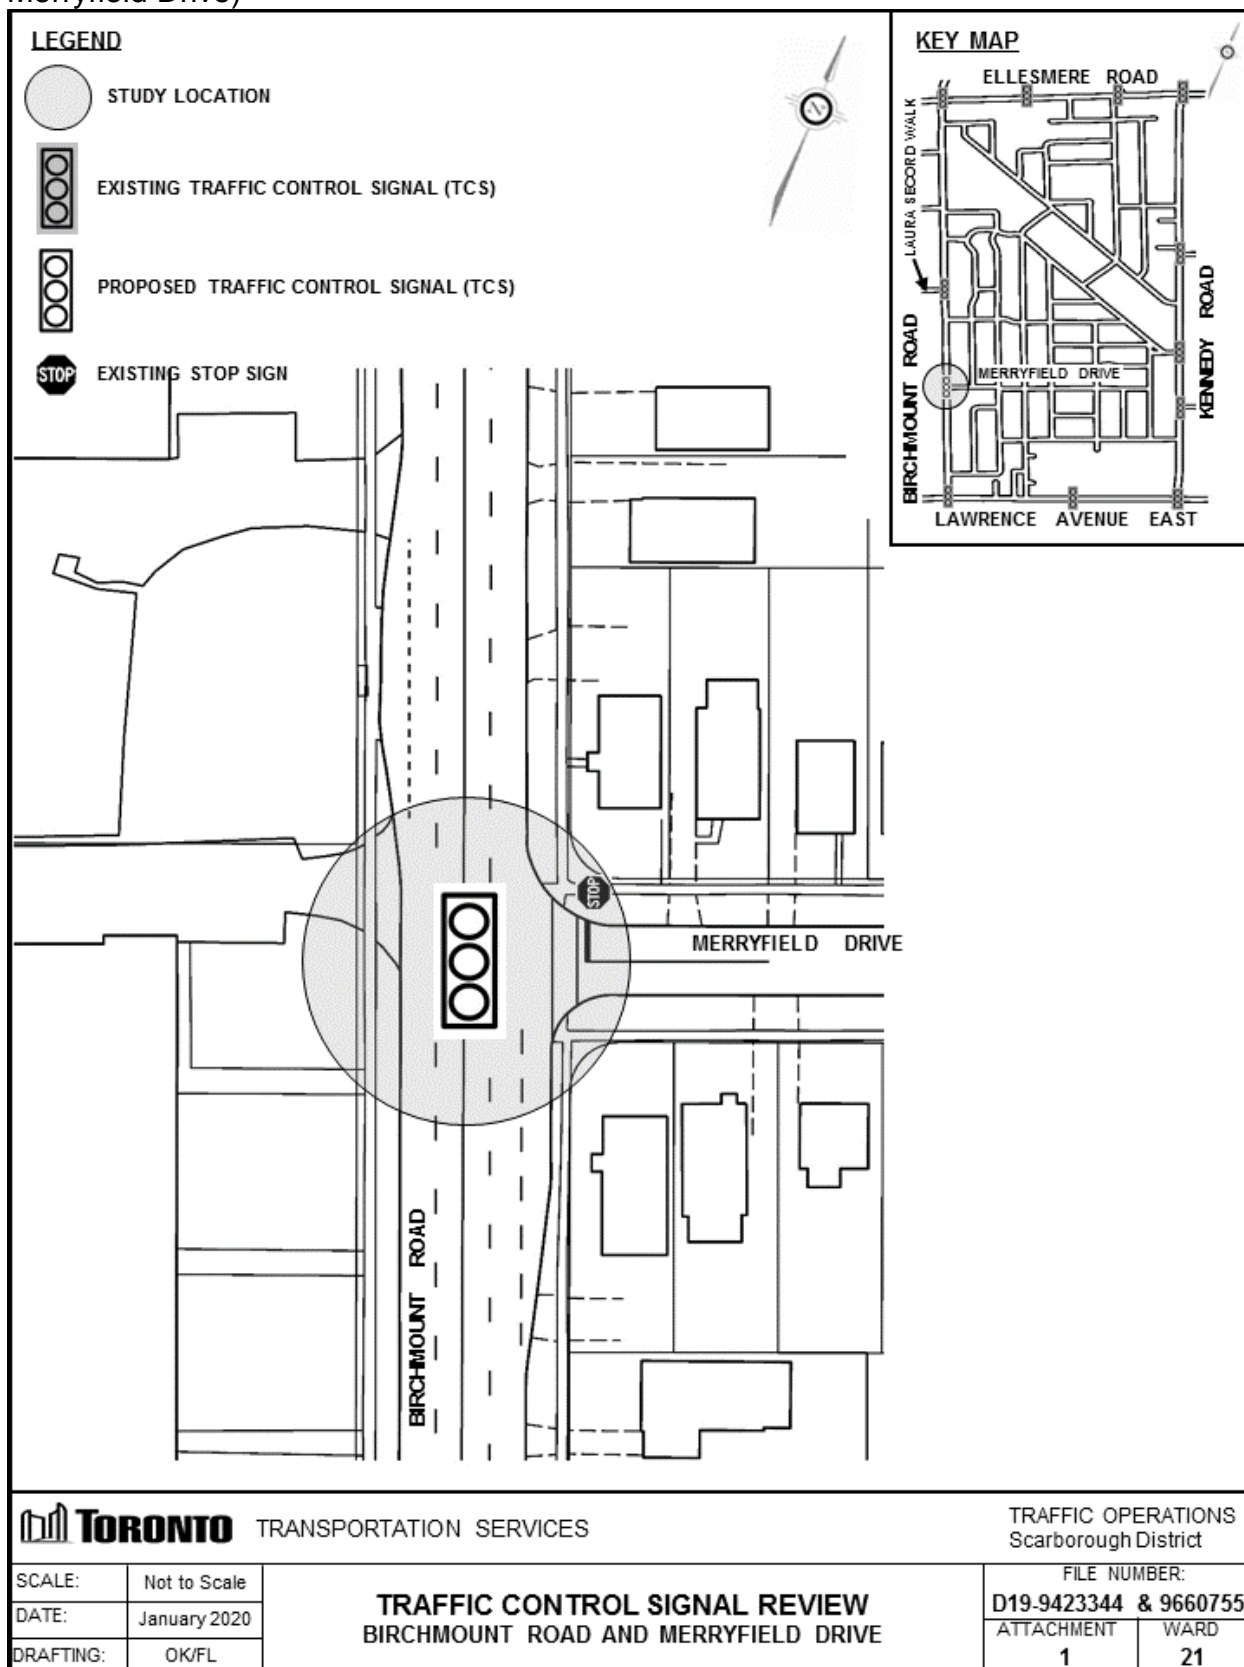 Merryfield Drive)
LEGEND
STUDY LOCATION
EXISTING TRAFFIC CONTROL SIGNAL (TCS)
PROPOSED TRAFFIC CONTROL SIGNAL (TCS)
STOP
EXISTING STOP SIGN
KEY MAP
ELLESMERE ROAD
LAURA SECOND WALK
BIRCHMOUNT ROAD
MERRYFIELD DRIVE
KENNEDY ROAD
LAWRENCE AVENUE EAST
STOP
MERRYFIELD DRIVE
BIRCHMOUNT ROAD
TORONTO TRANSPORTATION SERVICES
TRAFFIC OPERATIONS
Scarborough District
SCALE: Not to Scale
DATE: January 2020
DRAFTING: OK/FL
TRAFFIC CONTROL SIGNAL REVIEW
BIRCHMOUNT ROAD AND MERRYFIELD DRIVE
FILE NUMBER:
D19-9423344 & 9660755
ATTACHMENT WARD
1 21